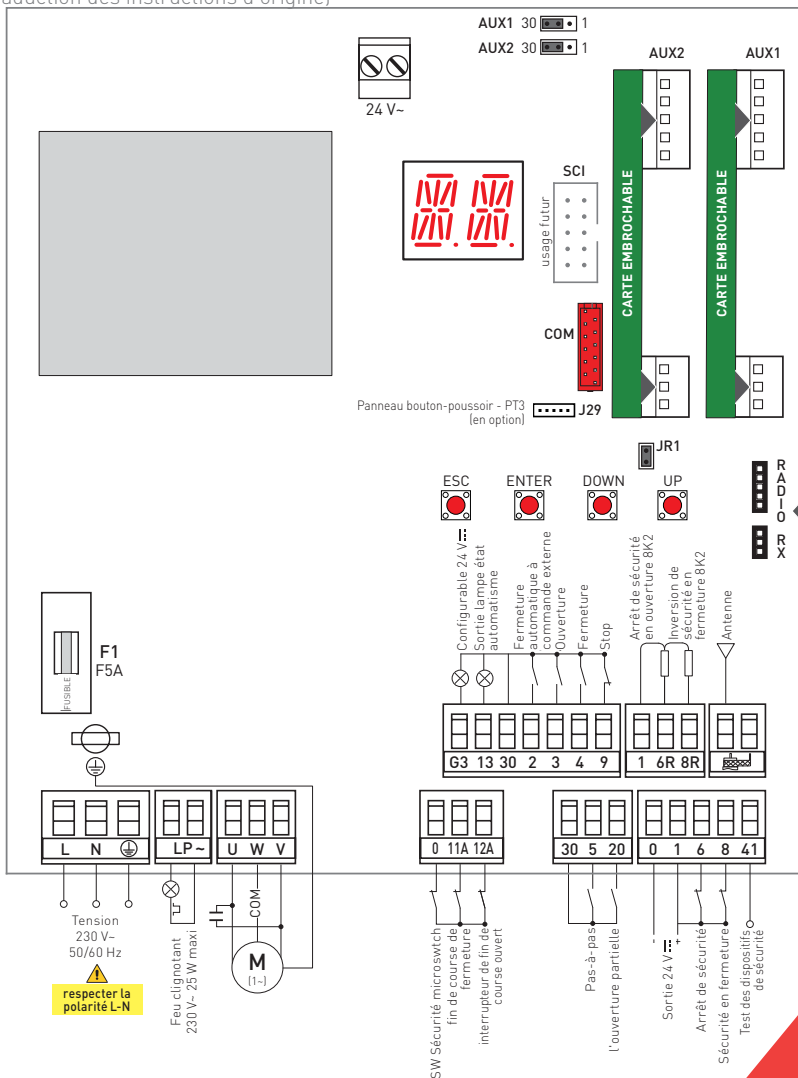 aduction des instructions d'origine)
AUX1 30 1
AUX2 30 1
24 V~
AUX2
AUX1
SCI
usage futur
CARTE EMBROCHABLE
CARTE EMBROCHABLE
COM
Panneau bouton-poussoir - PT3
(en option)
J29
JR1
ESC
ENTER
DOWN
UP
RADIO
RX
Configurable 24 V
Sortie lampe état
automatisme
Fermeture
automatique à
commande externe
Ouverture
Fermeture
Stop
Arrêt de sécurité
en ouverture 8K2
Inversion de
sécurité en
fermeture 8K2
Antenne
F1
F5A
FUSIBLE
G3 13 30 2 3 4 9
1 6R 8R
L N
LP~
U W V
0 11A 12A
30 5 20
0 1 6 8 41
Tension
230 V~
50/60 Hz
respecter la
polarité L-N
Feu clignotant
230 V~ 25 W maxi
COM
M
(1~)
SW Sécurité microswtch
fin de course de
fermeture
interrupteur de fin de
course ouvert
Pas-à-pas
l'ouverture partielle
- +
Sortie 24 V
Arrêt de sécurité
Sécurité en fermeture
Test des dispositifs
de sécurité